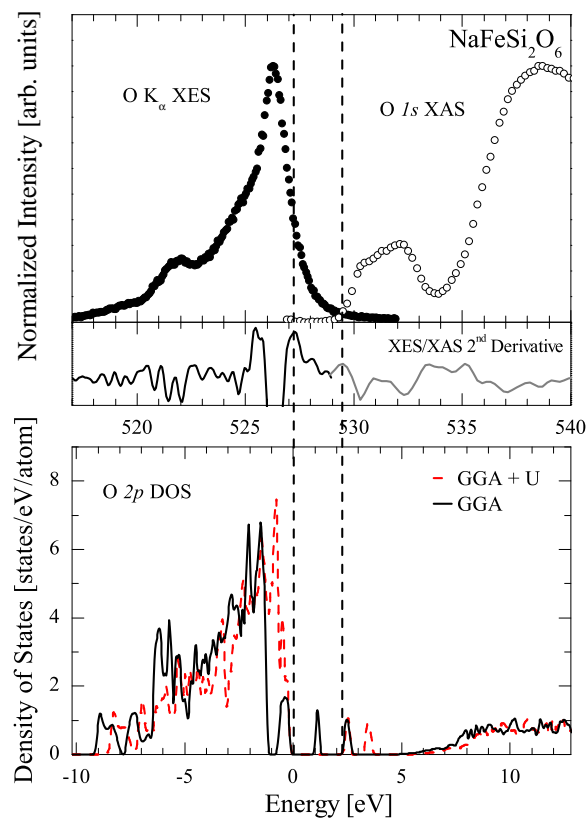 NaFeSi₂O₆
O Kα XES
O 1s XAS
Normalized Intensity [arb. units]
XES/XAS 2nd Derivative
520 525 530 535 540
O 2p DOS
GGA + U
GGA
Density of States [states/eV/atom]
8
6
4
2
0
-10 -5 0 5 10
Energy [eV]